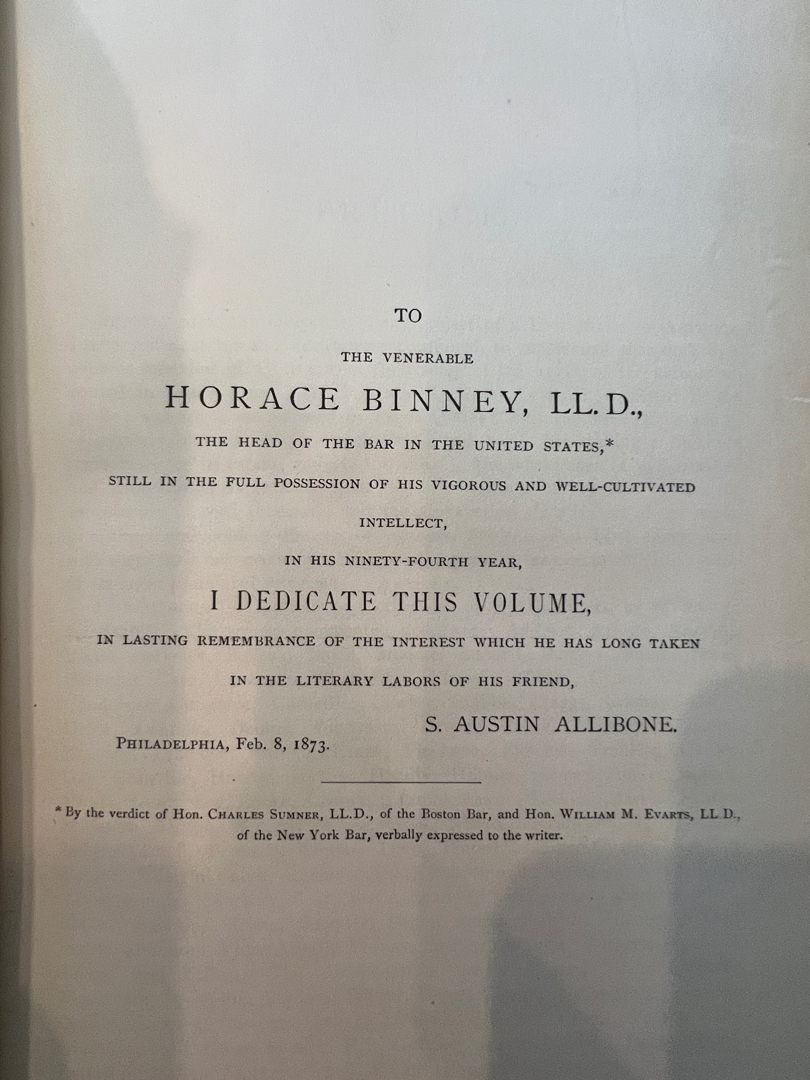 TO
THE VENERABLE
HORACE BINNEY, LL.D.,
THE HEAD OF THE BAR IN THE UNITED STATES,*
STILL IN THE FULL POSSESSION OF HIS VIGOROUS AND WELL-CULTIVATED
INTELLECT,
IN HIS NINETY-FOURTH YEAR,
I DEDICATE THIS VOLUME,
IN LASTING REMEMBRANCE OF THE INTEREST WHICH HE HAS LONG TAKEN
IN THE LITERARY LABORS OF HIS FRIEND,
S. AUSTIN ALLIBONE.
PHILADELPHIA, Feb. 8, 1873.
* By the verdict of Hon. CHARLES SUMNER, LL.D., of the Boston Bar, and Hon. WILLIAM M. EVARTS, LL D.,
of the New York Bar, verbally expressed to the writer.